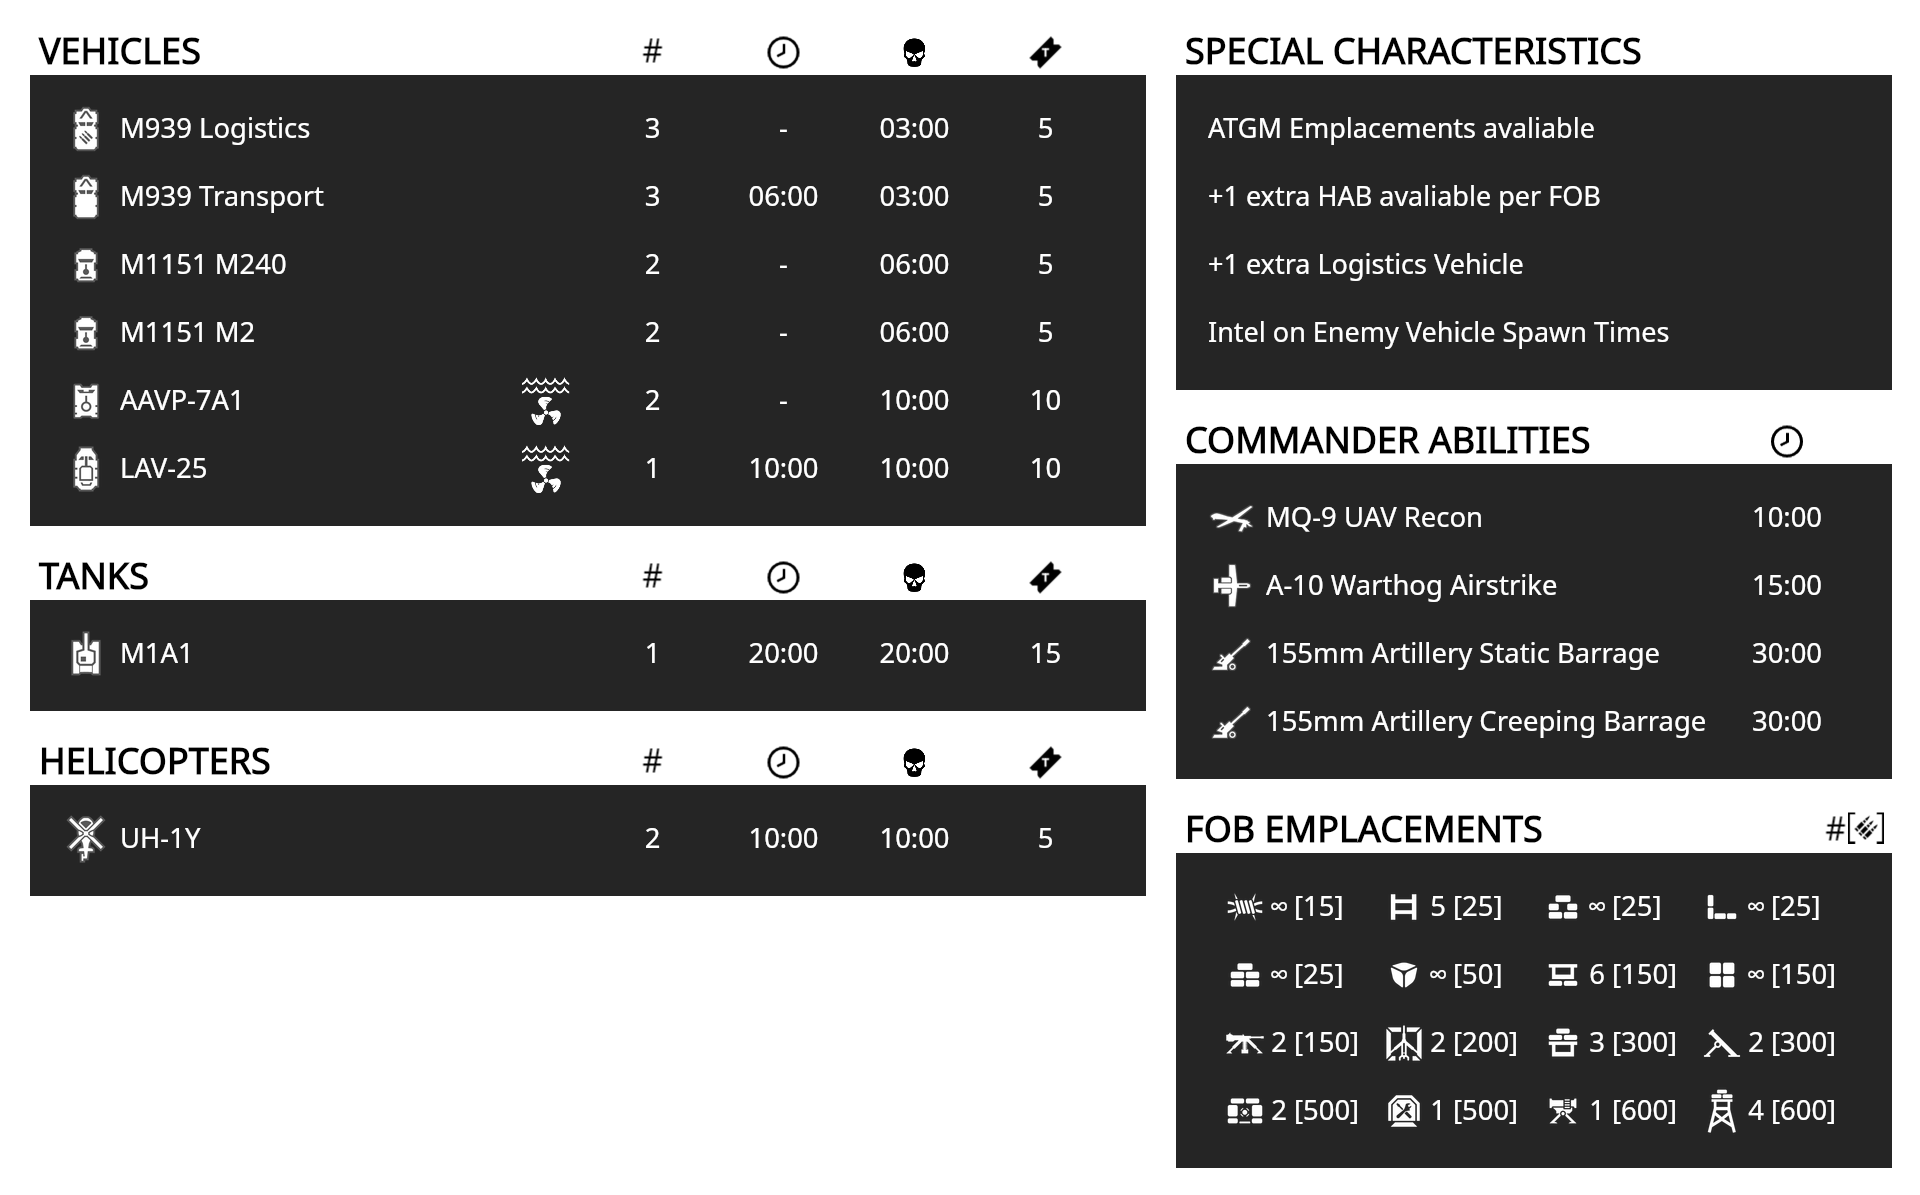 VEHICLES #
M939 Logistics 3 - 03:00 5
M939 Transport 3 06:00 03:00 5
M1151 M240 2 - 06:00 5
M1151 M2 2 - 06:00 5
AAVP-7A1 2 - 10:00 10
LAV-25 1 10:00 10:00 10
TANKS #
M1A1 1 20:00 20:00 15
HELICOPTERS #
UH-1Y 2 10:00 10:00 5
SPECIAL CHARACTERISTICS
ATGM Emplacements avaliable
+1 extra HAB avaliable per FOB
+1 extra Logistics Vehicle
Intel on Enemy Vehicle Spawn Times
COMMANDER ABILITIES
MQ-9 UAV Recon 10:00
A-10 Warthog Airstrike 15:00
155mm Artillery Static Barrage 30:00
155mm Artillery Creeping Barrage 30:00
FOB EMPLACEMENTS #[]
∞ [15] 5 [25] ∞ [25] ∞ [25]
∞ [25] ∞ [50] 6 [150] ∞ [150]
2 [150] 2 [200] 3 [300] 2 [300]
2 [500] 1 [500] 1 [600] 4 [600]